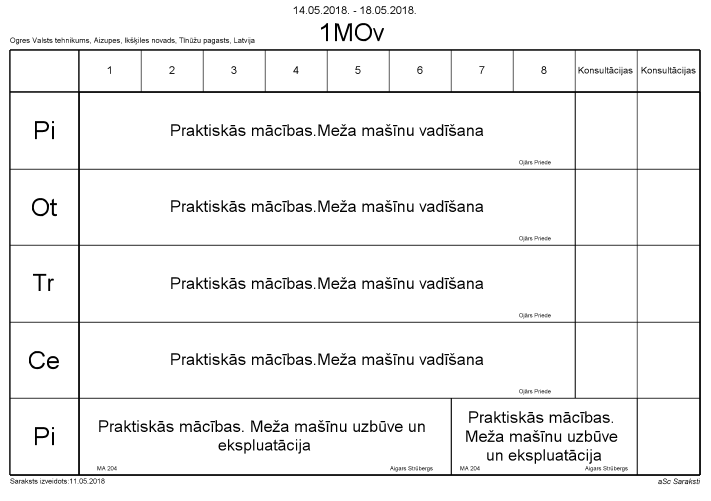 14.05.2018. - 18.05.2018.
1MOv
Ogres Valsts tehnikums, Aizupes, Ikšķiles novads, Tīnūžu pagasts, Latvija
1 2 3 4 5 6 7 8 Konsultācijas Konsultācijas
Pi
Praktiskās mācības.Meža mašīnu vadīšana
Ojārs Priede
Ot
Praktiskās mācības.Meža mašīnu vadīšana
Ojārs Priede
Tr
Praktiskās mācības.Meža mašīnu vadīšana
Ojārs Priede
Ce
Praktiskās mācības.Meža mašīnu vadīšana
Ojārs Priede
Pi
Praktiskās mācības. Meža mašīnu uzbūve un
ekspluatācija
MA 204 Aigars Strübergs
Praktiskās mācības.
Meža mašīnu uzbūve
un ekspluatācija
MA 204 Aigars Strübergs
Saraksts izveidots:11.05.2018
aSc Saraksti